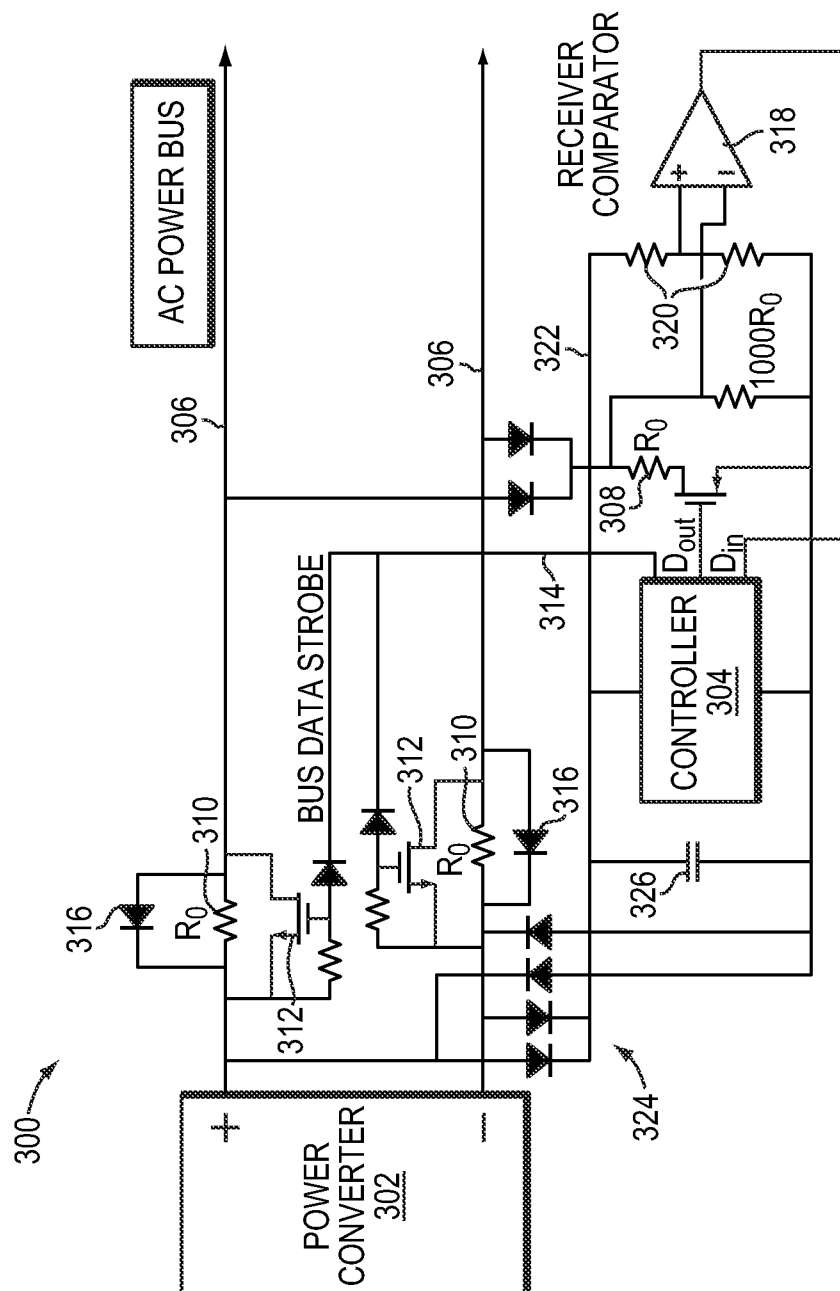 300
POWER
CONVERTER
302
+
−
316
R0
310
312
BUS DATA STROBE
312
R0
310
316
306
AC POWER BUS
306
314
322
324
326
CONTROLLER
304
Dout
Din
308
R0
1000R0
320
RECEIVER
COMPARATOR
+
−
318